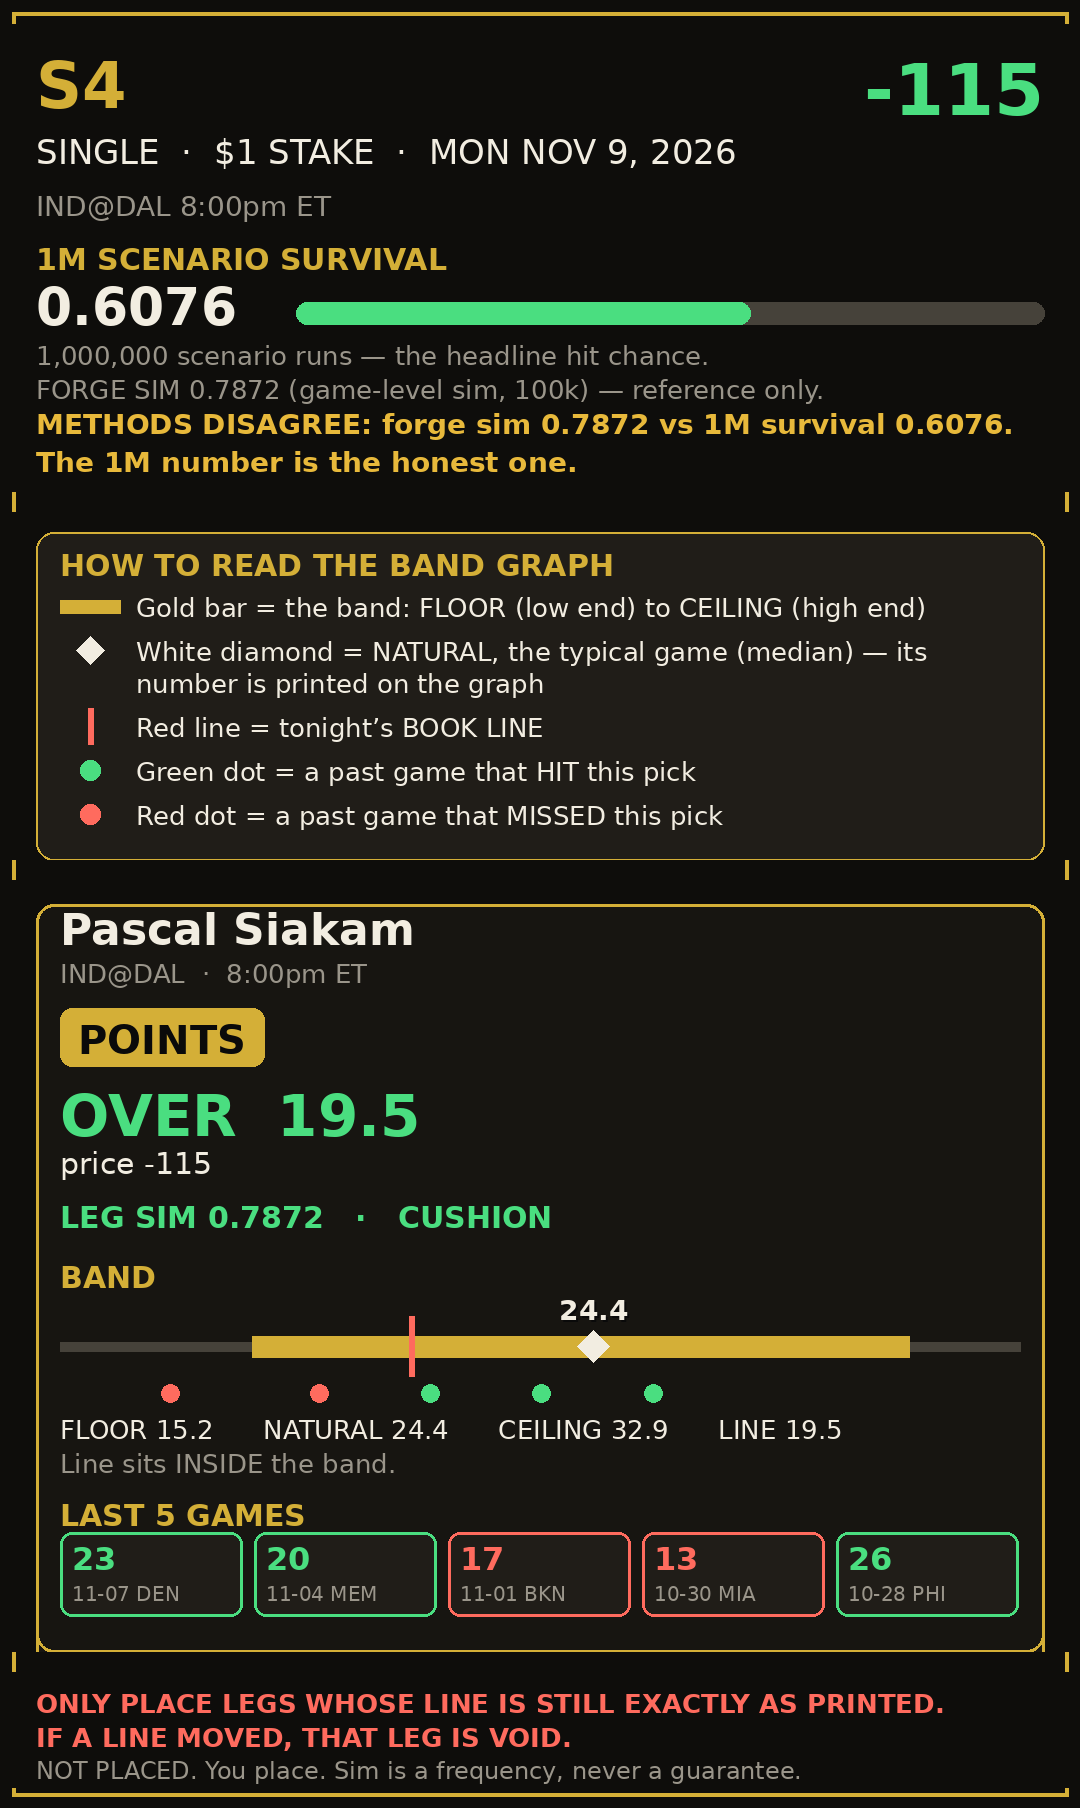 S4
-115
SINGLE · $1 STAKE · MON NOV 9, 2026
IND@DAL 8:00pm ET
1M SCENARIO SURVIVAL
0.6076
1,000,000 scenario runs — the headline hit chance.
FORGE SIM 0.7872 (game-level sim, 100k) — reference only.
METHODS DISAGREE: forge sim 0.7872 vs 1M survival 0.6076.
The 1M number is the honest one.
HOW TO READ THE BAND GRAPH
Gold bar = the band: FLOOR (low end) to CEILING (high end)
White diamond = NATURAL, the typical game (median) — its
number is printed on the graph
Red line = tonight’s BOOK LINE
Green dot = a past game that HIT this pick
Red dot = a past game that MISSED this pick
Pascal Siakam
IND@DAL · 8:00pm ET
POINTS
OVER 19.5
price -115
LEG SIM 0.7872 · CUSHION
BAND
24.4
FLOOR 15.2 NATURAL 24.4 CEILING 32.9 LINE 19.5
Line sits INSIDE the band.
LAST 5 GAMES
23 20 17 13 26
11-07 DEN 11-04 MEM 11-01 BKN 10-30 MIA 10-28 PHI
ONLY PLACE LEGS WHOSE LINE IS STILL EXACTLY AS PRINTED.
IF A LINE MOVED, THAT LEG IS VOID.
NOT PLACED. You place. Sim is a frequency, never a guarantee.